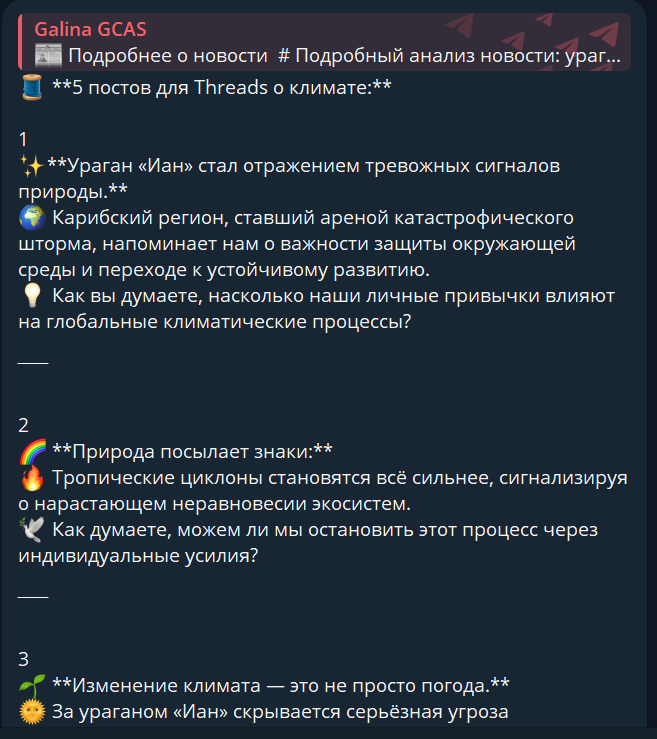 Galina GCAS
📰 Подробнее о новости # Подробный анализ новости: ураг...
🧵 **5 постов для Threads о климате:**
1
✨**Ураган «Иан» стал отражением тревожных сигналов
природы.**
🌍 Карибский регион, ставший ареной катастрофического
шторма, напоминает нам о важности защиты окружающей
среды и переходе к устойчивому развитию.
💡 Как вы думаете, насколько наши личные привычки влияют
на глобальные климатические процессы?
___
2
🌈 **Природа посылает знаки:**
🔥 Тропические циклоны становятся всё сильнее, сигнализируя
о нарастающем неравновесии экосистем.
🕊 Как думаете, можем ли мы остановить этот процесс через
индивидуальные усилия?
___
3
🌱 **Изменение климата — это не просто погода.**
🌞 За ураганом «Иан» скрывается серьёзная угроза